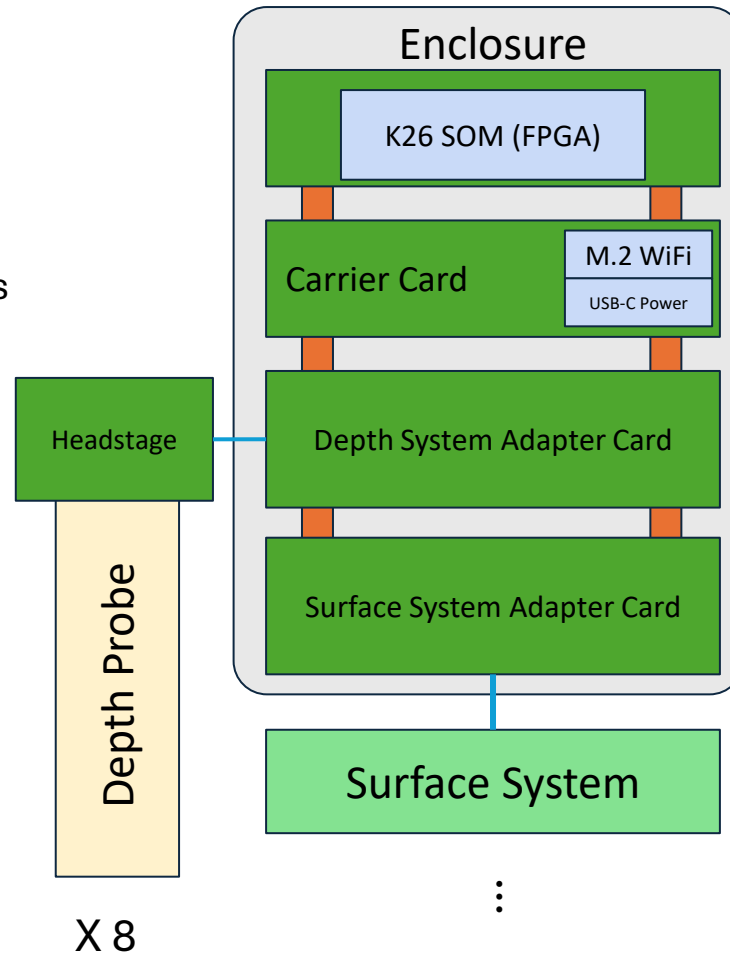 Enclosure
K26 SOM (FPGA)
Carrier Card
M.2 WiFi
USB-C Power
s
Headstage
Depth System Adapter Card
Depth Probe
Surface System Adapter Card
Surface System
⋮
X 8